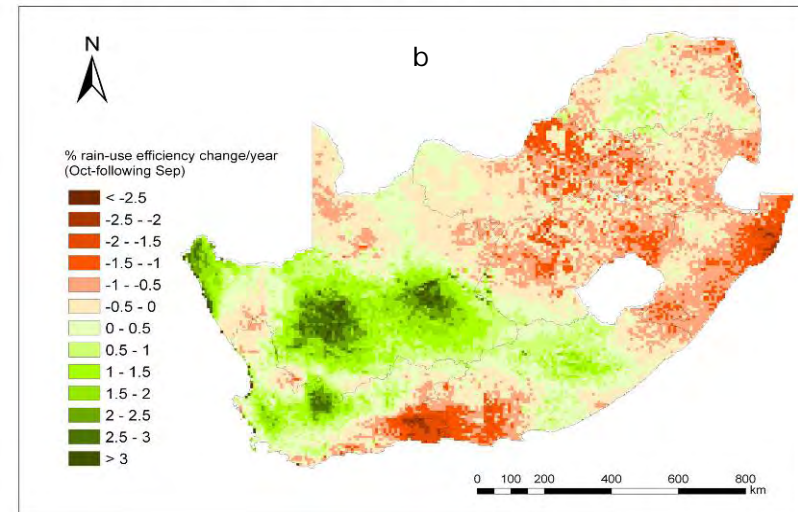 N
b
% rain-use efficiency change/year
(Oct-following Sep)
< -2.5
-2.5 - -2
-2 - -1.5
-1.5 - -1
-1 - -0.5
-0.5 - 0
0 - 0.5
0.5 - 1
1 - 1.5
1.5 - 2
2 - 2.5
2.5 - 3
> 3
0 100 200 400 600 800
km